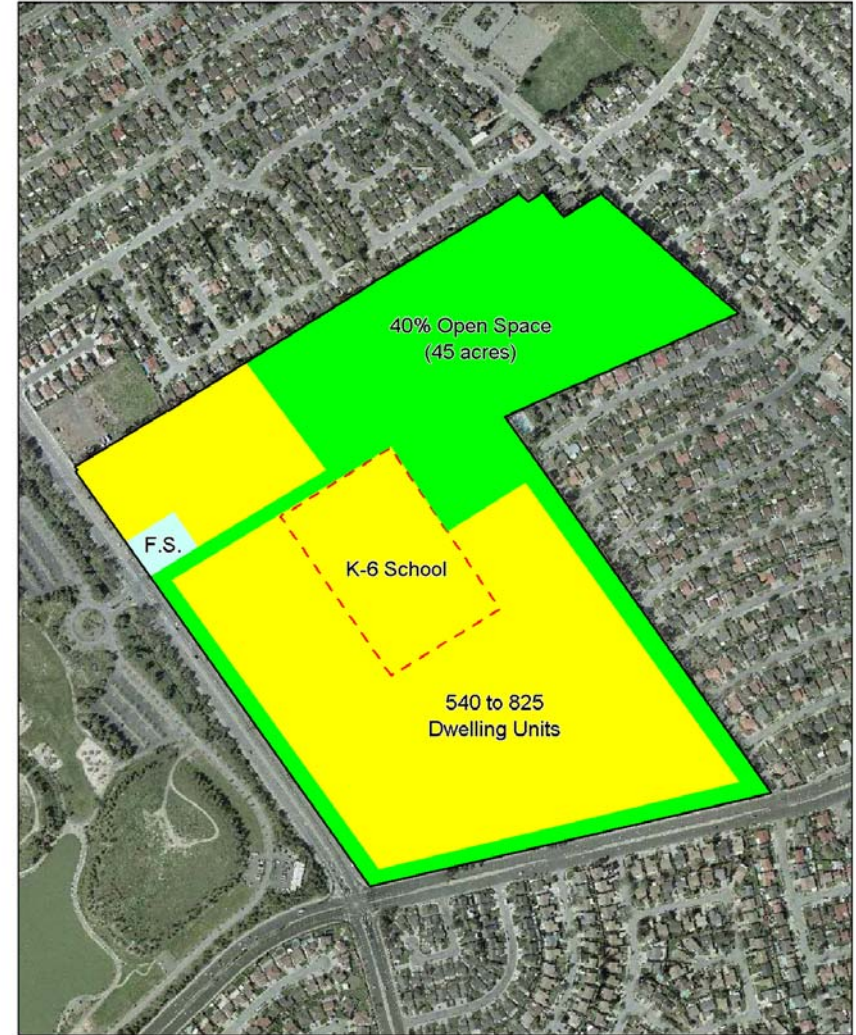 40% Open Space
(45 acres)
F.S.
K-6 School
540 to 825
Dwelling Units